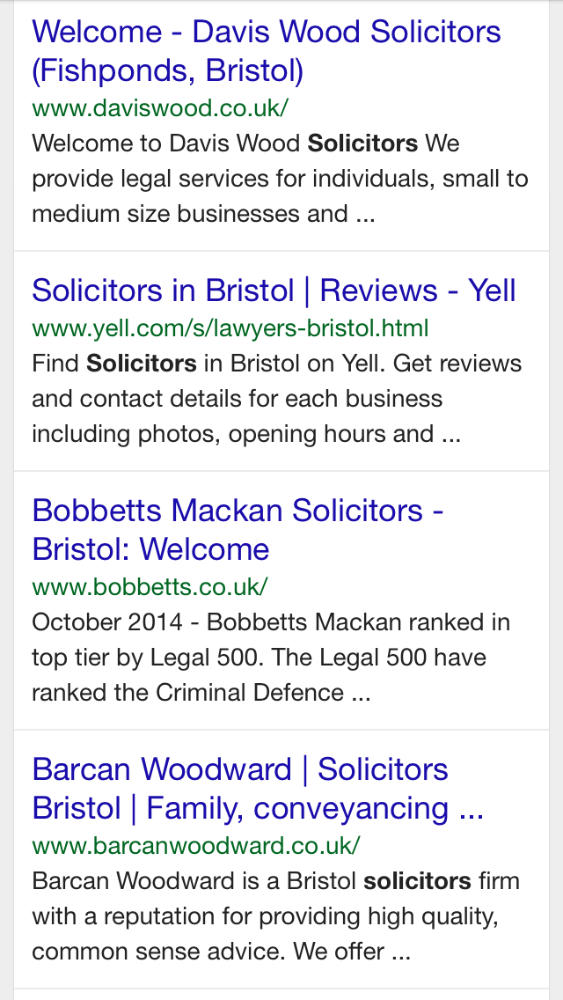 Welcome - Davis Wood Solicitors
(Fishponds, Bristol)
www.daviswood.co.uk/
Welcome to Davis Wood Solicitors We
provide legal services for individuals, small to
medium size businesses and ...
Solicitors in Bristol | Reviews - Yell
www.yell.com/s/lawyers-bristol.html
Find Solicitors in Bristol on Yell. Get reviews
and contact details for each business
including photos, opening hours and ...
Bobbetts Mackan Solicitors -
Bristol: Welcome
www.bobbetts.co.uk/
October 2014 - Bobbetts Mackan ranked in
top tier by Legal 500. The Legal 500 have
ranked the Criminal Defence ...
Barcan Woodward | Solicitors
Bristol | Family, conveyancing ...
www.barcanwoodward.co.uk/
Barcan Woodward is a Bristol solicitors firm
with a reputation for providing high quality,
common sense advice. We offer ...